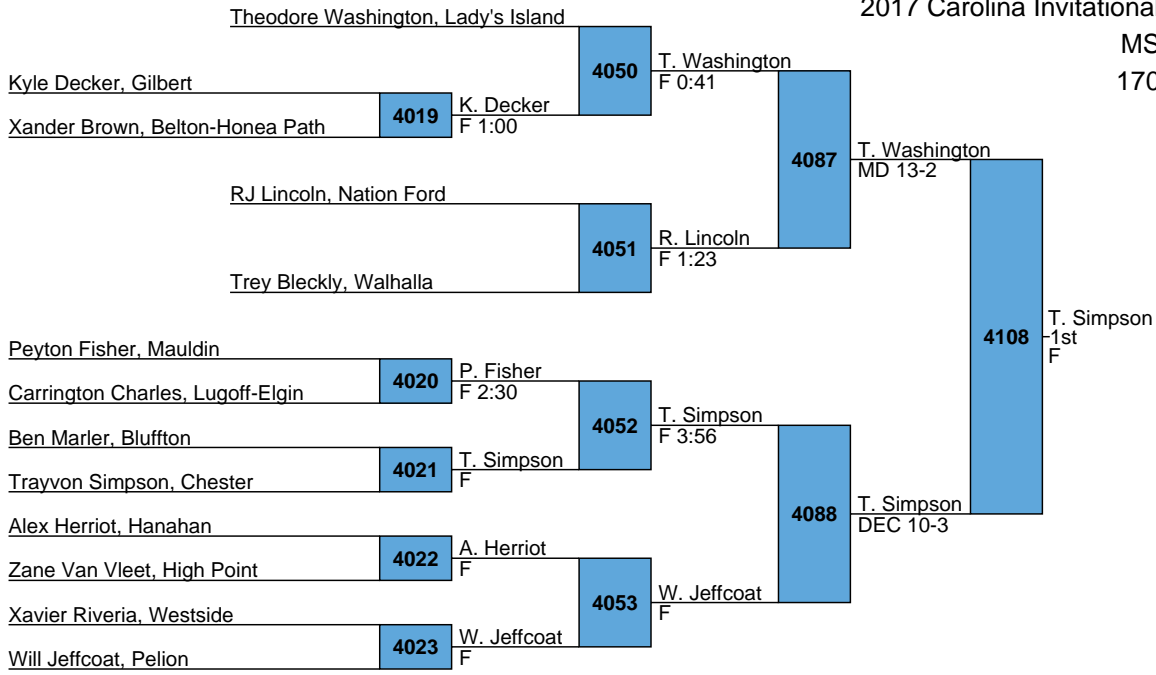 2017 Carolina Invitational
MS
170
Theodore Washington, Lady's Island
4050
T. Washington
F 0:41
Kyle Decker, Gilbert
4019
K. Decker
F 1:00
Xander Brown, Belton-Honea Path
4087
T. Washington
MD 13-2
RJ Lincoln, Nation Ford
4051
R. Lincoln
F 1:23
Trey Bleckly, Walhalla
4108
T. Simpson
1st
F
Peyton Fisher, Mauldin
4020
P. Fisher
F 2:30
Carrington Charles, Lugoff-Elgin
4052
T. Simpson
F 3:56
Ben Marler, Bluffton
4021
T. Simpson
F
Trayvon Simpson, Chester
4088
T. Simpson
DEC 10-3
Alex Herriot, Hanahan
4022
A. Herriot
F
Zane Van Vleet, High Point
4053
W. Jeffcoat
F
Xavier Riveria, Westside
4023
W. Jeffcoat
F
Will Jeffcoat, Pelion